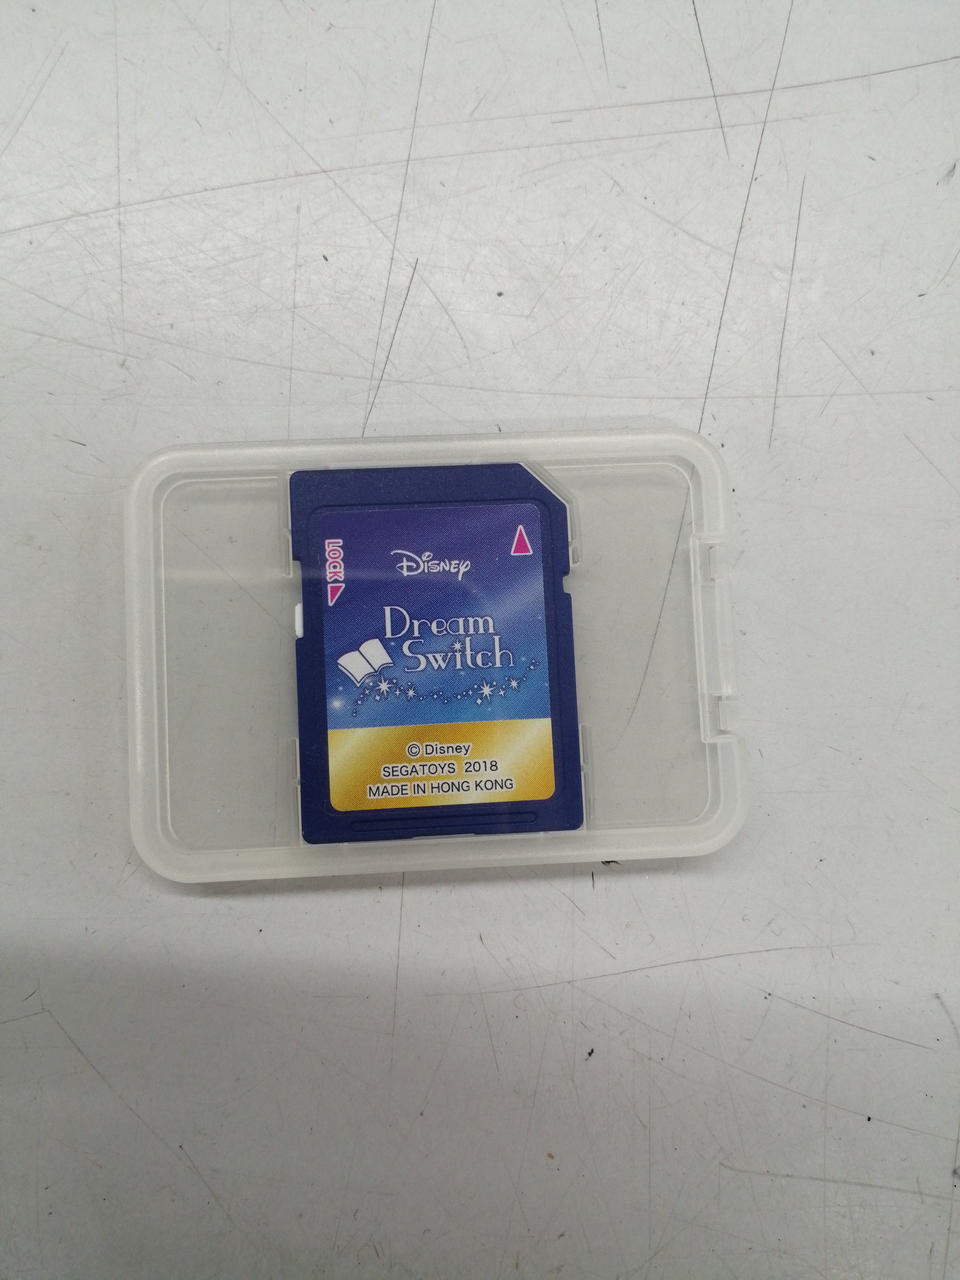 LOCK
Disney
Dream
Switch
© Disney
SEGATOYS 2018
MADE IN HONG KONG